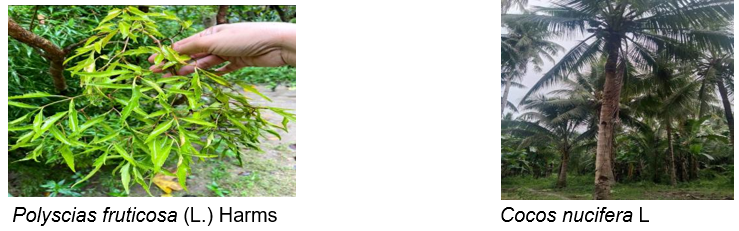 Polyscias fruticosa (L.) Harms
Cocos nucifera L